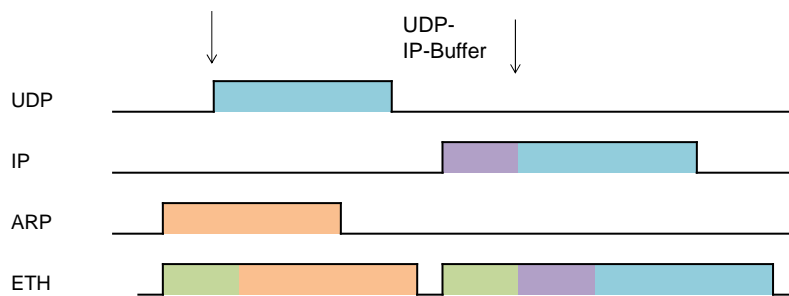 UDP-
IP-Buffer
UDP
IP
ARP
ETH